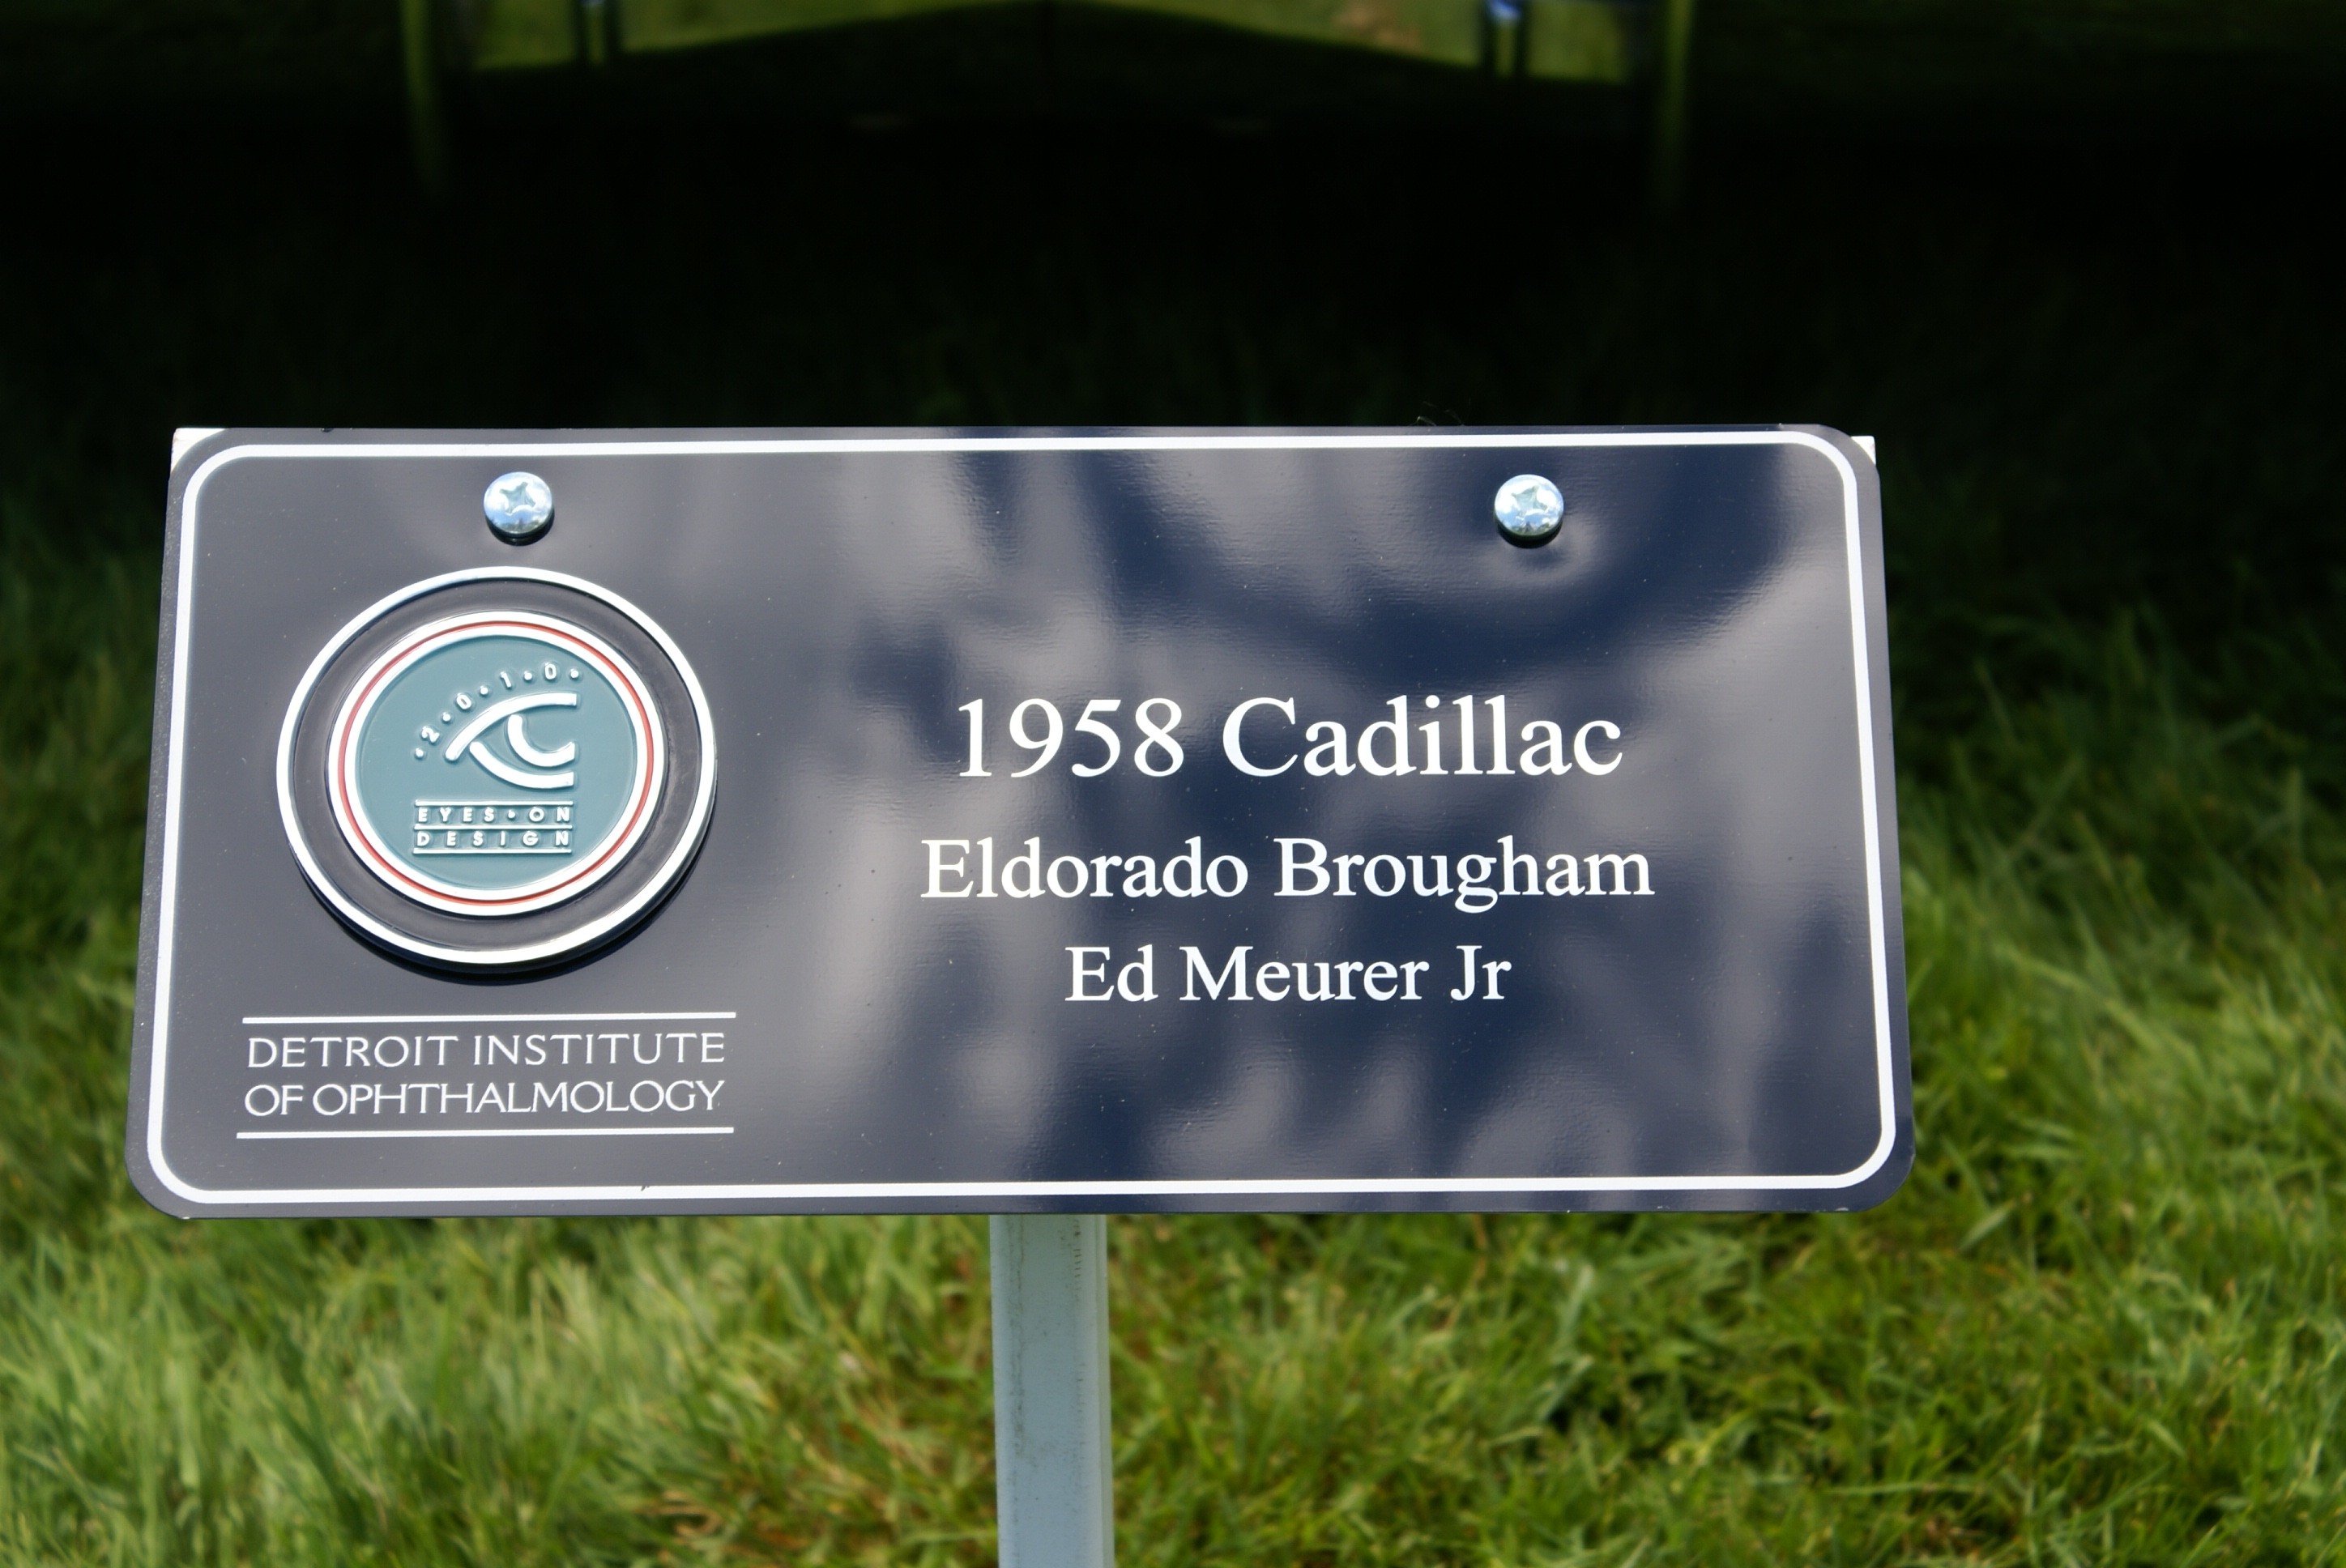 2•0•1•0
EYES•ON
DESIGN
DETROIT INSTITUTE
OF OPHTHALMOLOGY
1958 Cadillac
Eldorado Brougham
Ed Meurer Jr